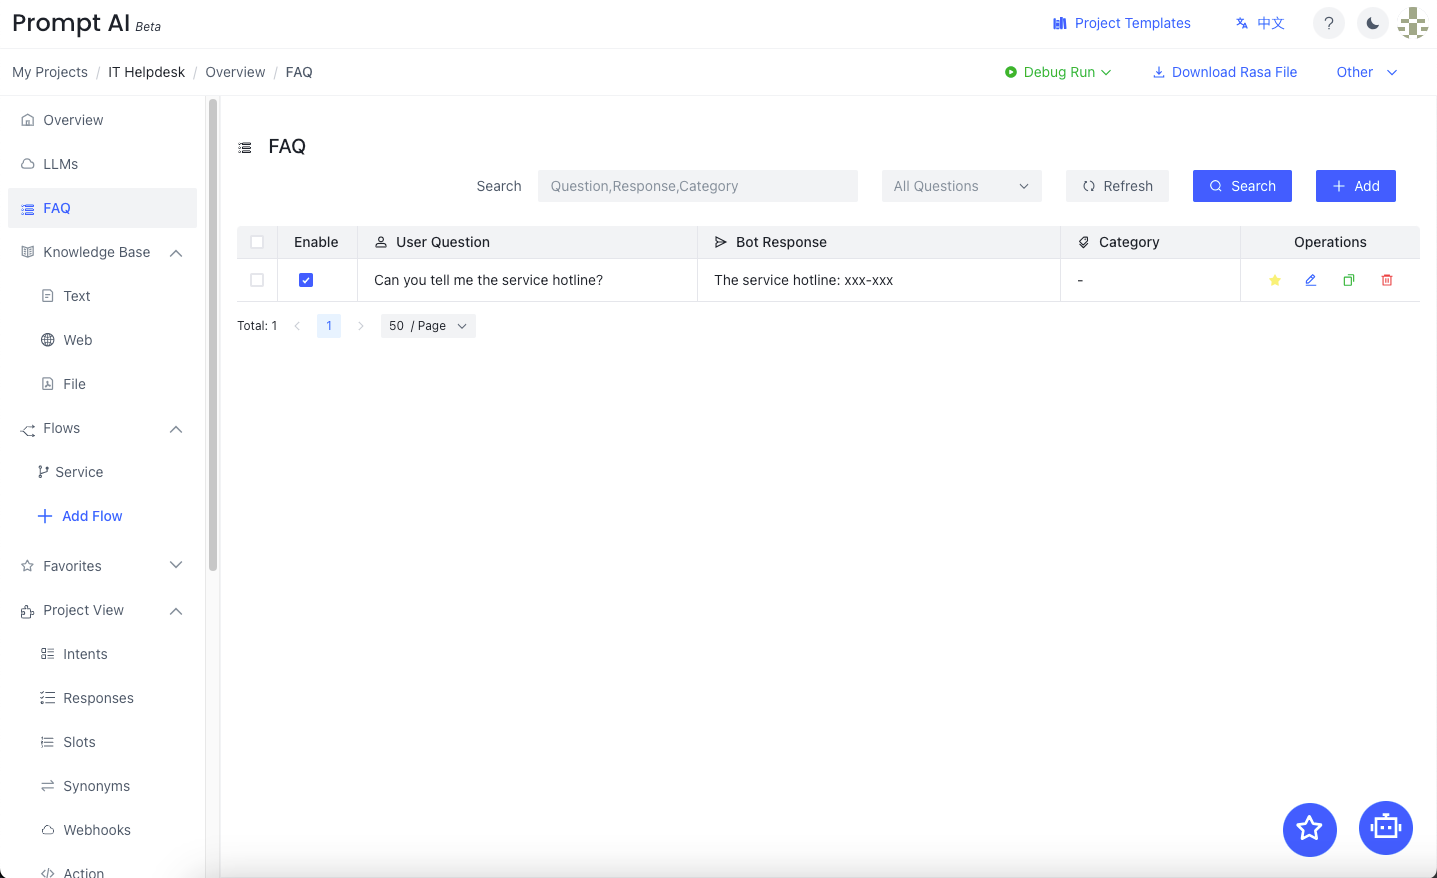 Prompt AI Beta
Project Templates
中文
?
My Projects / IT Helpdesk / Overview / FAQ
Debug Run
Download Rasa File
Other
Overview
LLMs
FAQ
Knowledge Base
Text
Web
File
Flows
Service
Add Flow
Favorites
Project View
Intents
Responses
Slots
Synonyms
Webhooks
Action
FAQ
Search
Question,Response,Category
All Questions
Refresh
Search
Add
Enable User Question Bot Response Category Operations
Can you tell me the service hotline? The service hotline: xxx-xxx -
Total: 1 1 50 / Page